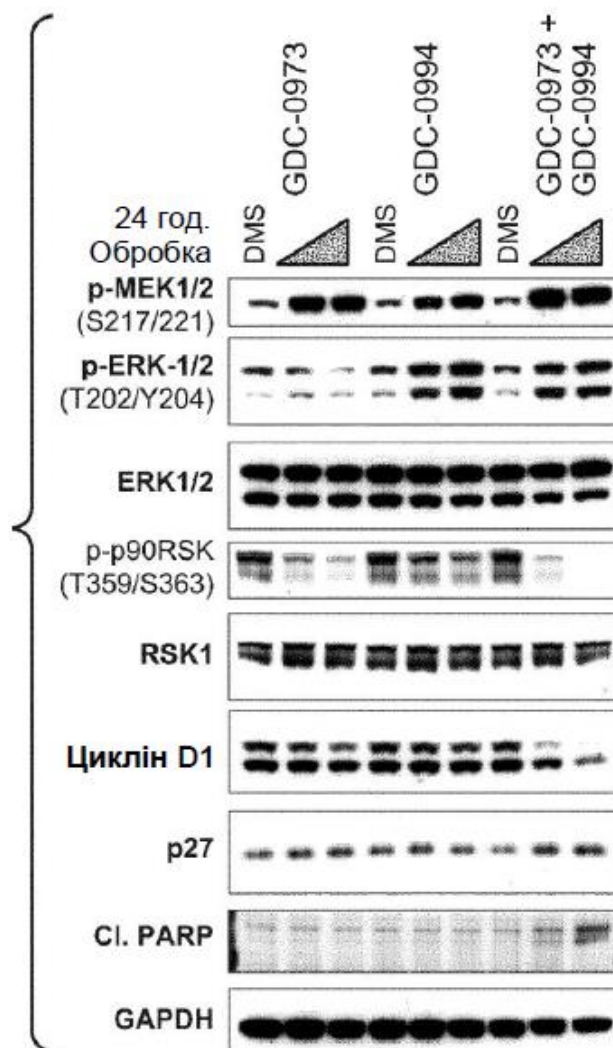 GDC-0973
GDC-0994
GDC-0973 +
GDC-0994
24 год.
Обробка
DMS
DMS
DMS
p-MEK1/2
(S217/221)
p-ERK-1/2
(T202/Y204)
ERK1/2
p-p90RSK
(T359/S363)
RSK1
Циклін D1
p27
Cl. PARP
GAPDH